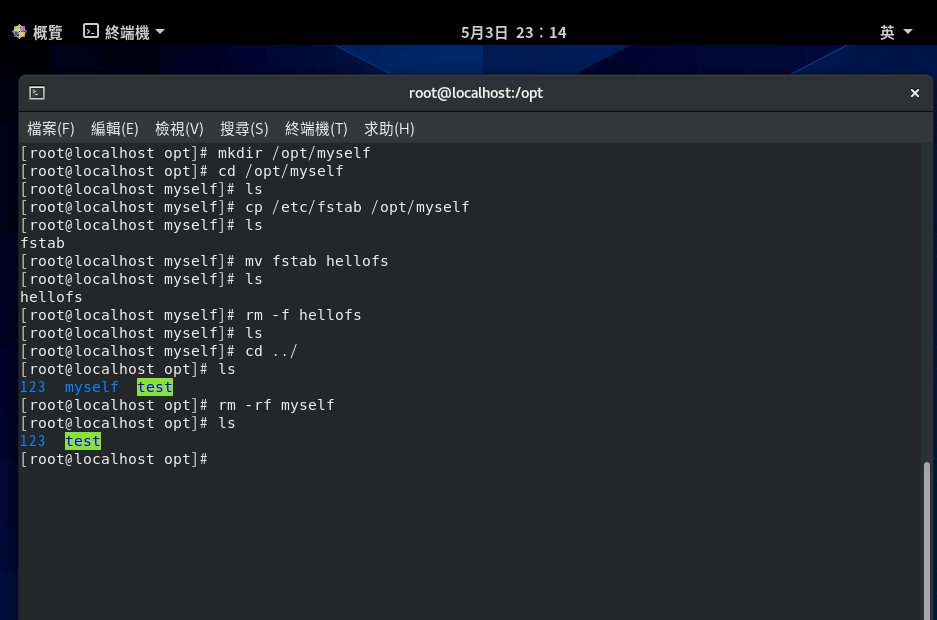 概覽 終端機 5月3日 23：14 英
root@localhost:/opt
檔案(F) 編輯(E) 檢視(V) 搜尋(S) 終端機(T) 求助(H)
[root@localhost opt]# mkdir /opt/myself
[root@localhost opt]# cd /opt/myself
[root@localhost myself]# ls
[root@localhost myself]# cp /etc/fstab /opt/myself
[root@localhost myself]# ls
fstab
[root@localhost myself]# mv fstab hellofs
[root@localhost myself]# ls
hellofs
[root@localhost myself]# rm -f hellofs
[root@localhost myself]# ls
[root@localhost myself]# cd ../
[root@localhost opt]# ls
123 myself test
[root@localhost opt]# rm -rf myself
[root@localhost opt]# ls
123 test
[root@localhost opt]#